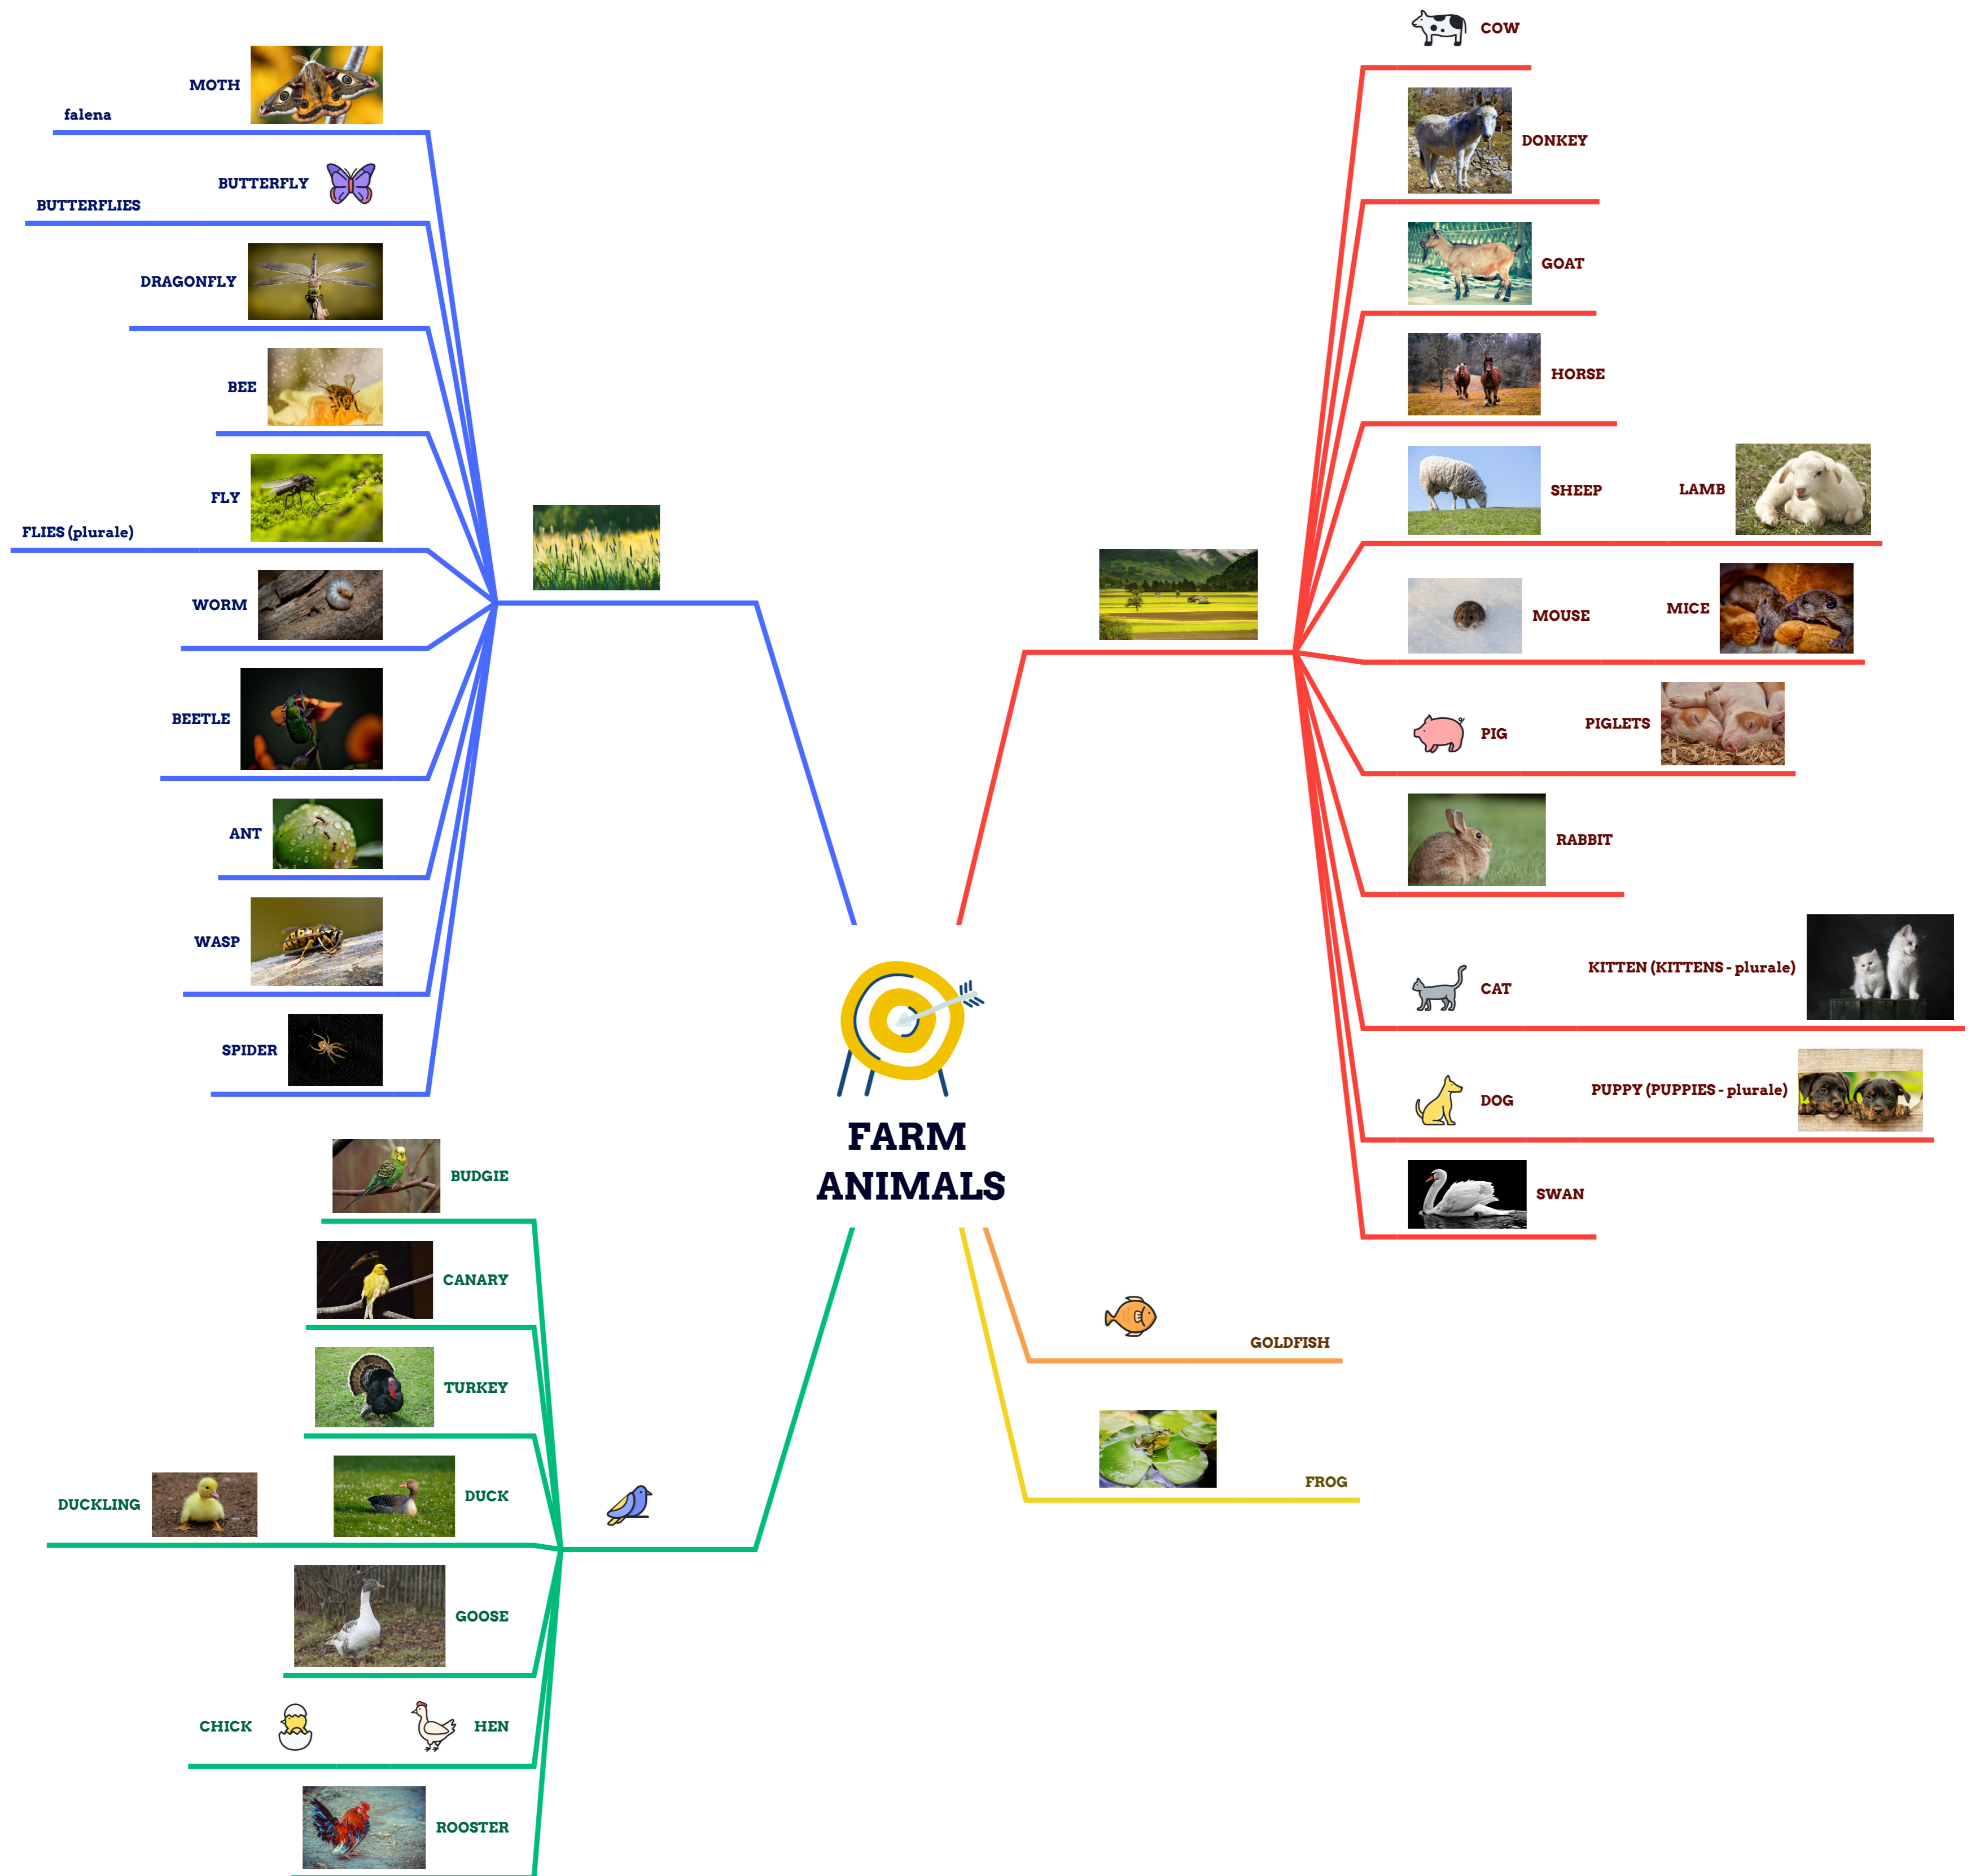 FARM
ANIMALS
MOTH
falena
BUTTERFLY
BUTTERFLIES
DRAGONFLY
BEE
FLY
FLIES (plurale)
WORM
BEETLE
ANT
WASP
SPIDER
BUDGIE
CANARY
TURKEY
DUCK
DUCKLING
GOOSE
HEN
CHICK
ROOSTER
COW
DONKEY
GOAT
HORSE
SHEEP
LAMB
MOUSE
MICE
PIG
PIGLETS
RABBIT
CAT
KITTEN (KITTENS - plurale)
DOG
PUPPY (PUPPIES - plurale)
SWAN
GOLDFISH
FROG